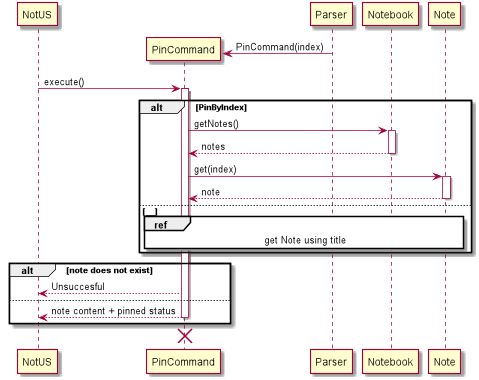 NotUS Parser Notebook Note
PinCommand PinCommand(index)
execute()
alt [PinByIndex]
getNotes()
notes
get(index)
note
[ ]
ref
get Note using title
alt [note does not exist]
Unsuccesful
note content + pinned status
NotUS PinCommand Parser Notebook Note